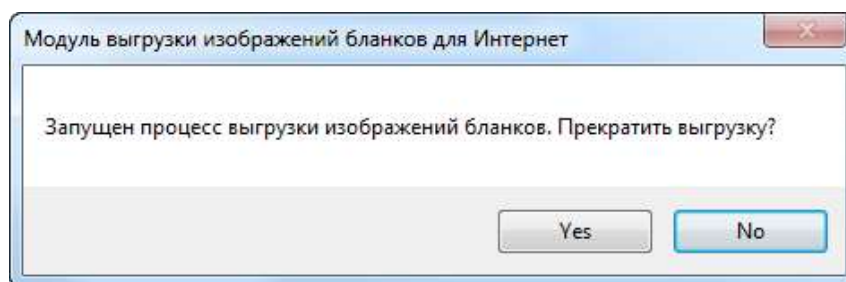 Модуль выгрузки изображений бланков для Интернет
Запущен процесс выгрузки изображений бланков. Прекратить выгрузку?
Yes
No